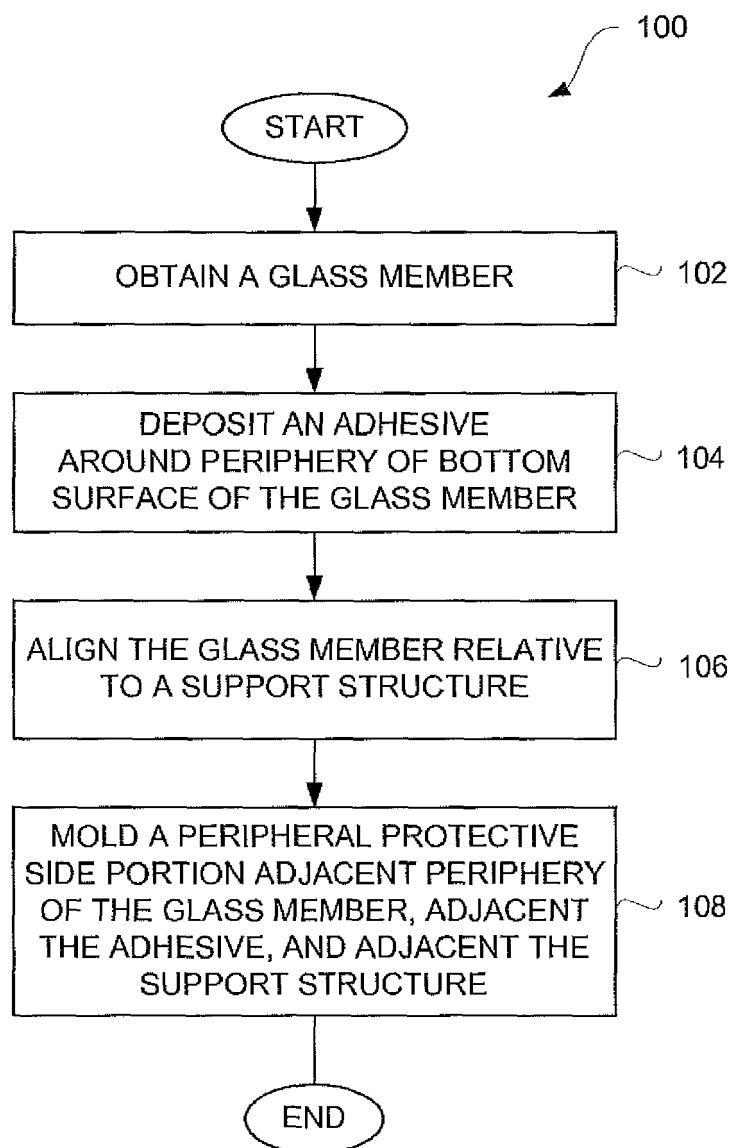 100
START
OBTAIN A GLASS MEMBER
102
DEPOSIT AN ADHESIVE
AROUND PERIPHERY OF BOTTOM
SURFACE OF THE GLASS MEMBER
104
ALIGN THE GLASS MEMBER RELATIVE
TO A SUPPORT STRUCTURE
106
MOLD A PERIPHERAL PROTECTIVE
SIDE PORTION ADJACENT PERIPHERY
OF THE GLASS MEMBER, ADJACENT
THE ADHESIVE, AND ADJACENT THE
SUPPORT STRUCTURE
108
END